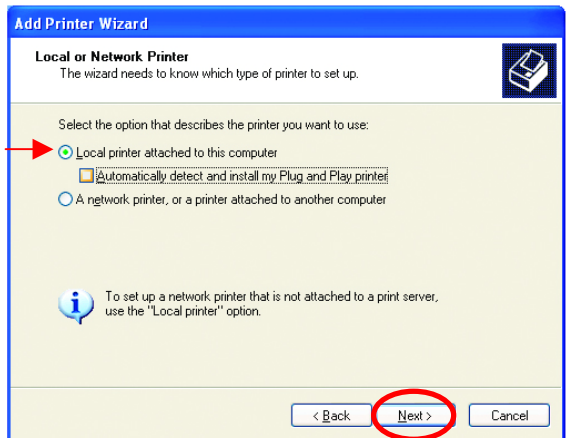 Add Printer Wizard
Local or Network Printer
The wizard needs to know which type of printer to set up.
Select the option that describes the printer you want to use:
Local printer attached to this computer
Automatically detect and install my Plug and Play printer
A network printer, or a printer attached to another computer
To set up a network printer that is not attached to a print server,
use the "Local printer" option.
< Back Next > Cancel